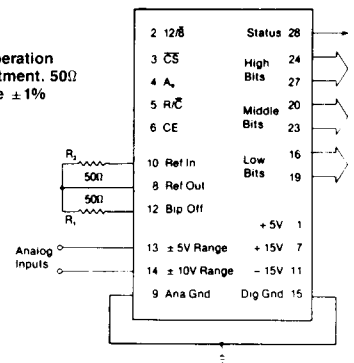 peration
tment. 50Ω
e ±1%
2 12/8̅ Status 28
3 C̅S̅ High 24
4 Aₒ Bits 27
5 R/C̅ Middle 20
6 CE Bits 23
Low 16
Bits 19
R₂
50Ω
10 Ref In
8 Ref Out
50Ω
R₁
12 Bip Off
+ 5V 1
Analog Inputs
13 ± 5V Range + 15V 7
14 ± 10V Range - 15V 11
9 Ana Gnd Dig Gnd 15